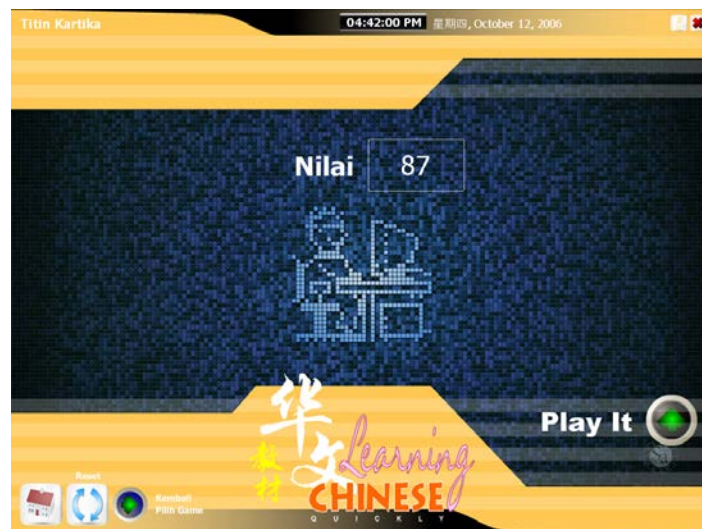 Titin Kartika
04:42:00 PM 星期四, October 12, 2006
Nilai 87
华文
教材
Learning
CHINESE
QUICKLY
Play It
Reset
Kembali
Pilih Game